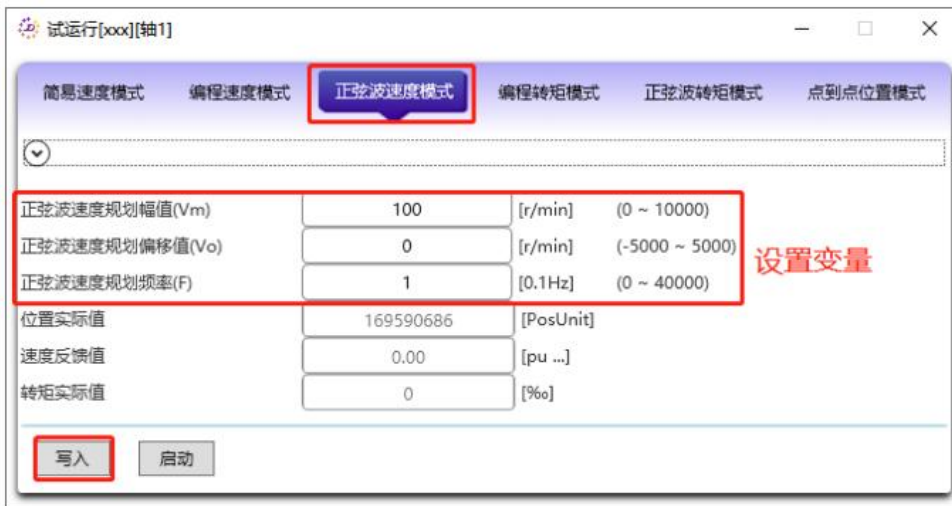 试运行[xxx][轴1]
简易速度模式 编程速度模式 正弦波速度模式 编程转矩模式 正弦波转矩模式 点到点位置模式
正弦波速度规划幅值(Vm) 100 [r/min] (0 ~ 10000)
正弦波速度规划偏移值(Vo) 0 [r/min] (-5000 ~ 5000)
设置变量
正弦波速度规划频率(F) 1 [0.1Hz] (0 ~ 40000)
位置实际值 169590686 [PosUnit]
速度反馈值 0.00 [pu ...]
转矩实际值 0 [‰]
写入 启动